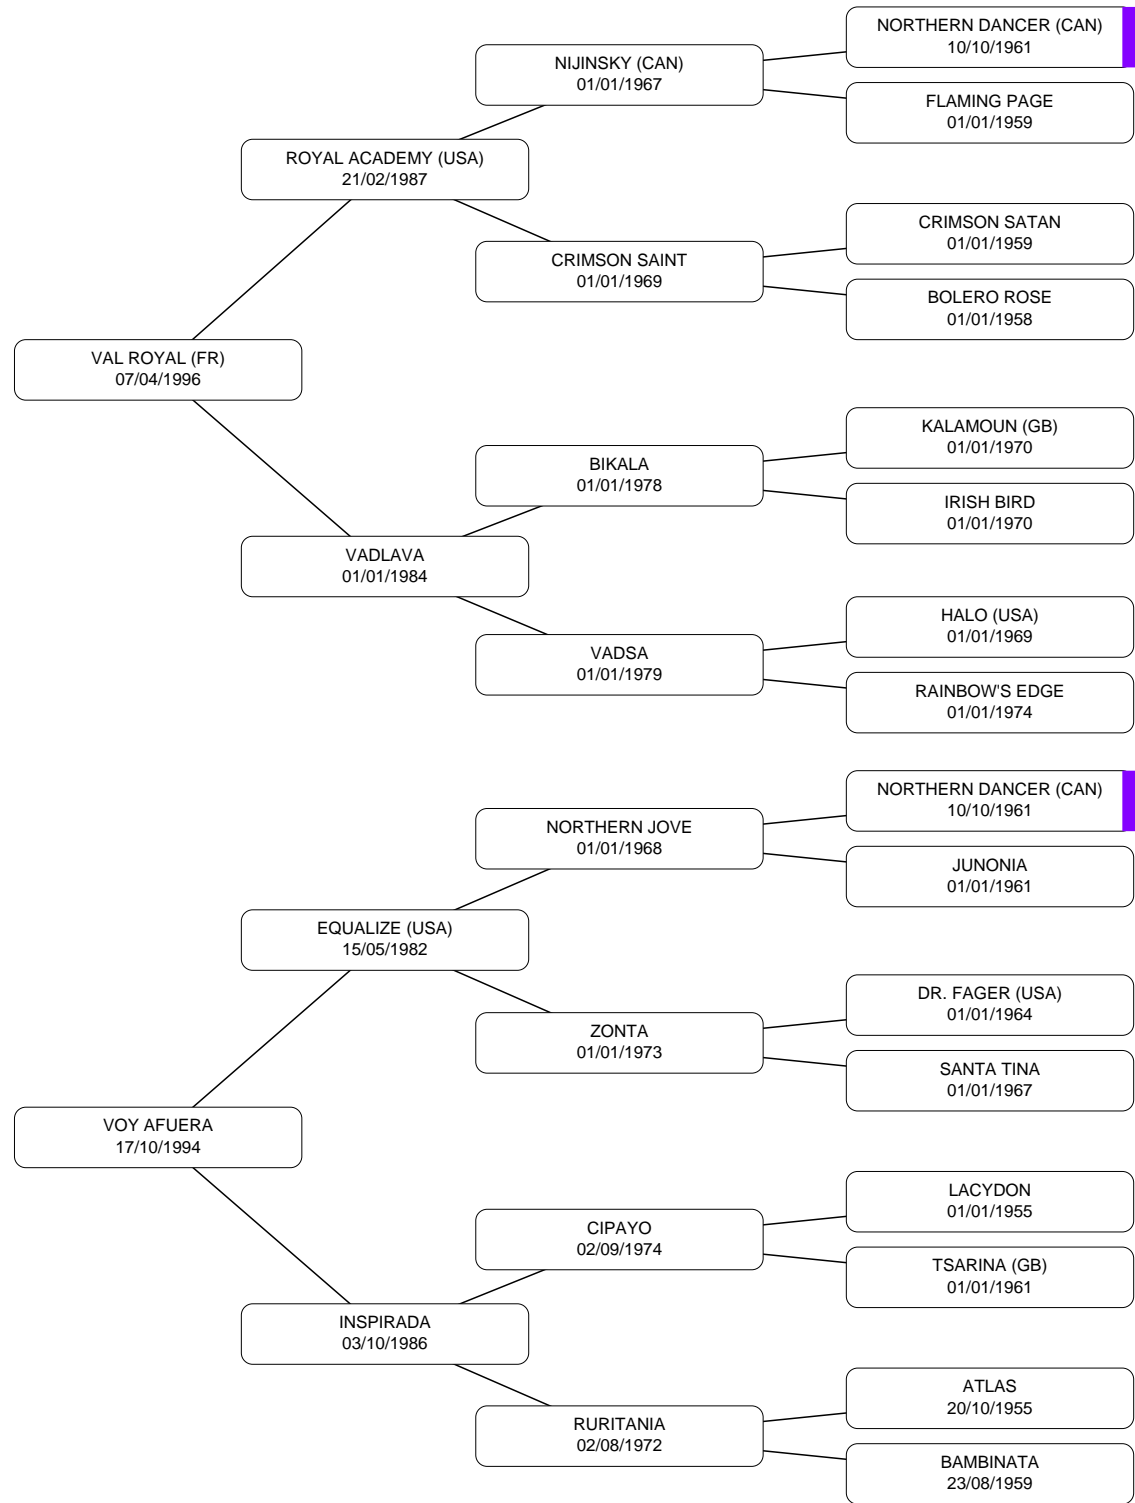 NORTHERN DANCER (CAN)
10/10/1961
NIJINSKY (CAN)
01/01/1967
FLAMING PAGE
01/01/1959
ROYAL ACADEMY (USA)
21/02/1987
CRIMSON SATAN
01/01/1959
CRIMSON SAINT
01/01/1969
BOLERO ROSE
01/01/1958
VAL ROYAL (FR)
07/04/1996
KALAMOUN (GB)
01/01/1970
BIKALA
01/01/1978
IRISH BIRD
01/01/1970
VADLAVA
01/01/1984
HALO (USA)
01/01/1969
VADSA
01/01/1979
RAINBOW'S EDGE
01/01/1974
NORTHERN DANCER (CAN)
10/10/1961
NORTHERN JOVE
01/01/1968
JUNONIA
01/01/1961
EQUALIZE (USA)
15/05/1982
DR. FAGER (USA)
01/01/1964
ZONTA
01/01/1973
SANTA TINA
01/01/1967
VOY AFUERA
17/10/1994
LACYDON
01/01/1955
CIPAYO
02/09/1974
TSARINA (GB)
01/01/1961
INSPIRADA
03/10/1986
ATLAS
20/10/1955
RURITANIA
02/08/1972
BAMBINATA
23/08/1959